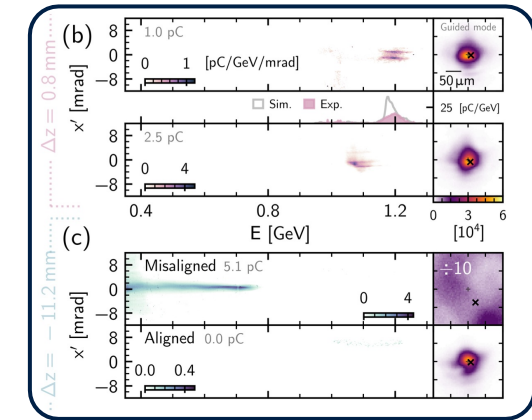 Δz = 0.8 mm
(b)
1.0 pC
Guided mode
8
0
−8
0 1 [pC/GeV/mrad]
50 μm
x′ [mrad]
Sim. Exp.
25 [pC/GeV]
2.5 pC
8
0
−8
0 4
0.4 0.8 1.2
E [GeV]
0 3 6
[10⁴]
Δz = −11.2 mm
(c)
Misaligned 5.1 pC
÷10
8
0
−8
0 4
x′ [mrad]
Aligned 0.0 pC
8
0
−8
0.0 0.4